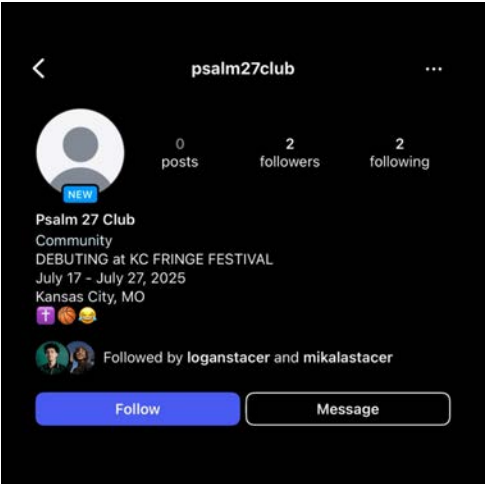 psalm27club
0 posts
2 followers
2 following
NEW
Psalm 27 Club
Community
DEBUTING at KC FRINGE FESTIVAL
July 17 - July 27, 2025
Kansas City, MO
✝️🏀😂
Followed by loganstacer and mikalastacer
Follow
Message